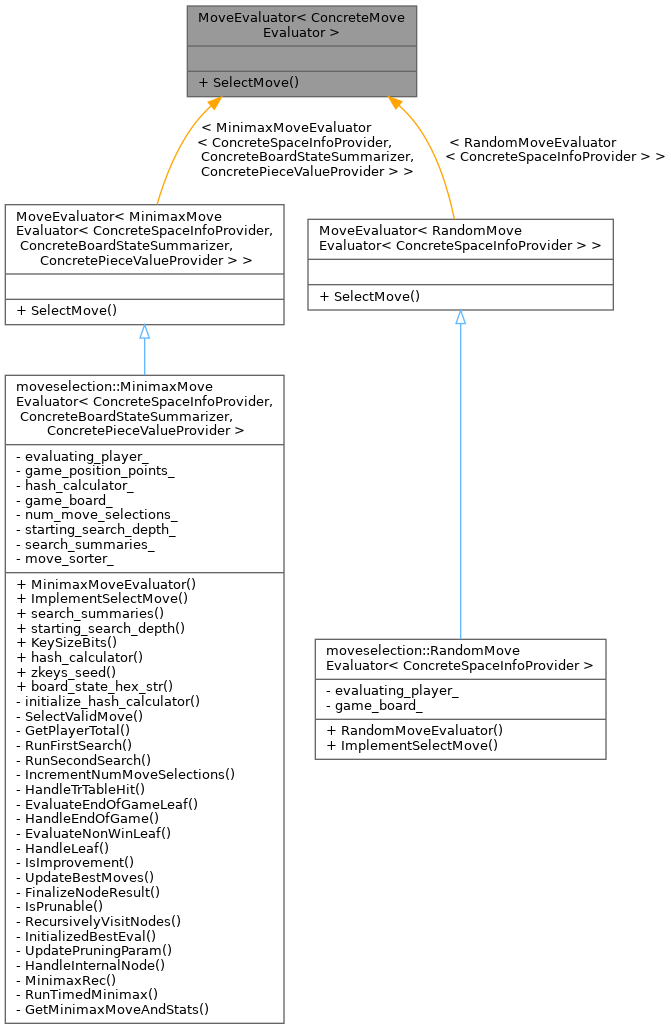 MoveEvaluator< ConcreteMove
Evaluator >
+ SelectMove()
< MinimaxMoveEvaluator
< ConcreteSpaceInfoProvider,
ConcreteBoardStateSummarizer,
ConcretePieceValueProvider > >
< RandomMoveEvaluator
< ConcreteSpaceInfoProvider > >
MoveEvaluator< MinimaxMove
Evaluator< ConcreteSpaceInfoProvider,
ConcreteBoardStateSummarizer,
ConcretePieceValueProvider > >
+ SelectMove()
MoveEvaluator< RandomMove
Evaluator< ConcreteSpaceInfoProvider > >
+ SelectMove()
moveselection::MinimaxMove
Evaluator< ConcreteSpaceInfoProvider,
ConcreteBoardStateSummarizer,
ConcretePieceValueProvider >
- evaluating_player_
- game_position_points_
- hash_calculator_
- game_board_
- num_move_selections_
- starting_search_depth_
- search_summaries_
- move_sorter_
+ MinimaxMoveEvaluator()
+ ImplementSelectMove()
+ search_summaries()
+ starting_search_depth()
+ KeySizeBits()
+ hash_calculator()
+ zkeys_seed()
+ board_state_hex_str()
- initialize_hash_calculator()
- SelectValidMove()
- GetPlayerTotal()
- RunFirstSearch()
- RunSecondSearch()
- IncrementNumMoveSelections()
- HandleTrTableHit()
- EvaluateEndOfGameLeaf()
- HandleEndOfGame()
- EvaluateNonWinLeaf()
- HandleLeaf()
- IsImprovement()
- UpdateBestMoves()
- FinalizeNodeResult()
- IsPrunable()
- RecursivelyVisitNodes()
- InitializedBestEval()
- UpdatePruningParam()
- HandleInternalNode()
- MinimaxRec()
- RunTimedMinimax()
- GetMinimaxMoveAndStats()
moveselection::RandomMove
Evaluator< ConcreteSpaceInfoProvider >
- evaluating_player_
- game_board_
+ RandomMoveEvaluator()
+ ImplementSelectMove()